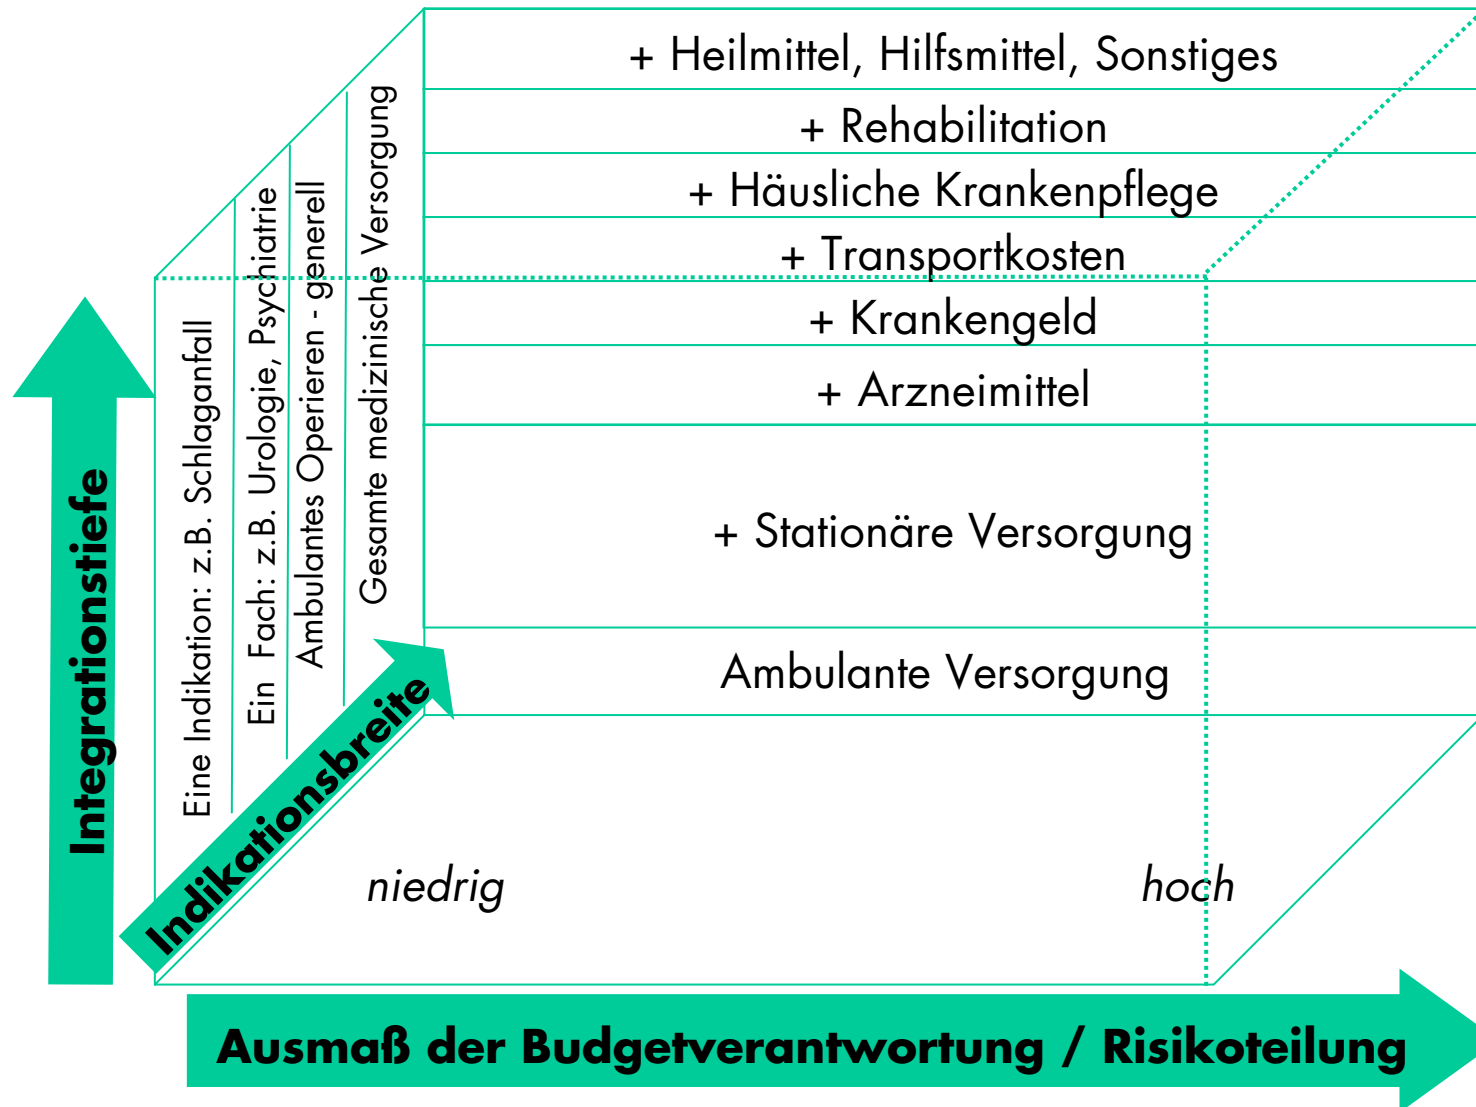 + Heilmittel, Hilfsmittel, Sonstiges
+ Rehabilitation
+ Häusliche Krankenpflege
+ Transportkosten
+ Krankengeld
+ Arzneimittel
+ Stationäre Versorgung
Ambulante Versorgung
Integrationstiefe
Eine Indikation: z.B. Schlaganfall
Ein Fach: z.B. Urologie, Psychiatrie
Ambulantes Operieren - generell
Gesamte medizinische Versorgung
Indikationsbreite
niedrig
hoch
Ausmaß der Budgetverantwortung / Risikoteilung